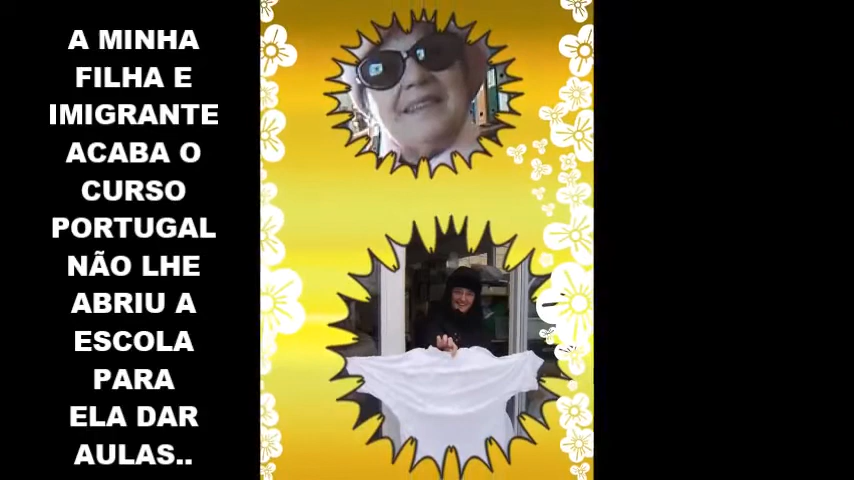 A MINHA
FILHA E
IMIGRANTE
ACABA O
CURSO
PORTUGAL
NÃO LHE
ABRIU A
ESCOLA
PARA
ELA DAR
AULAS..